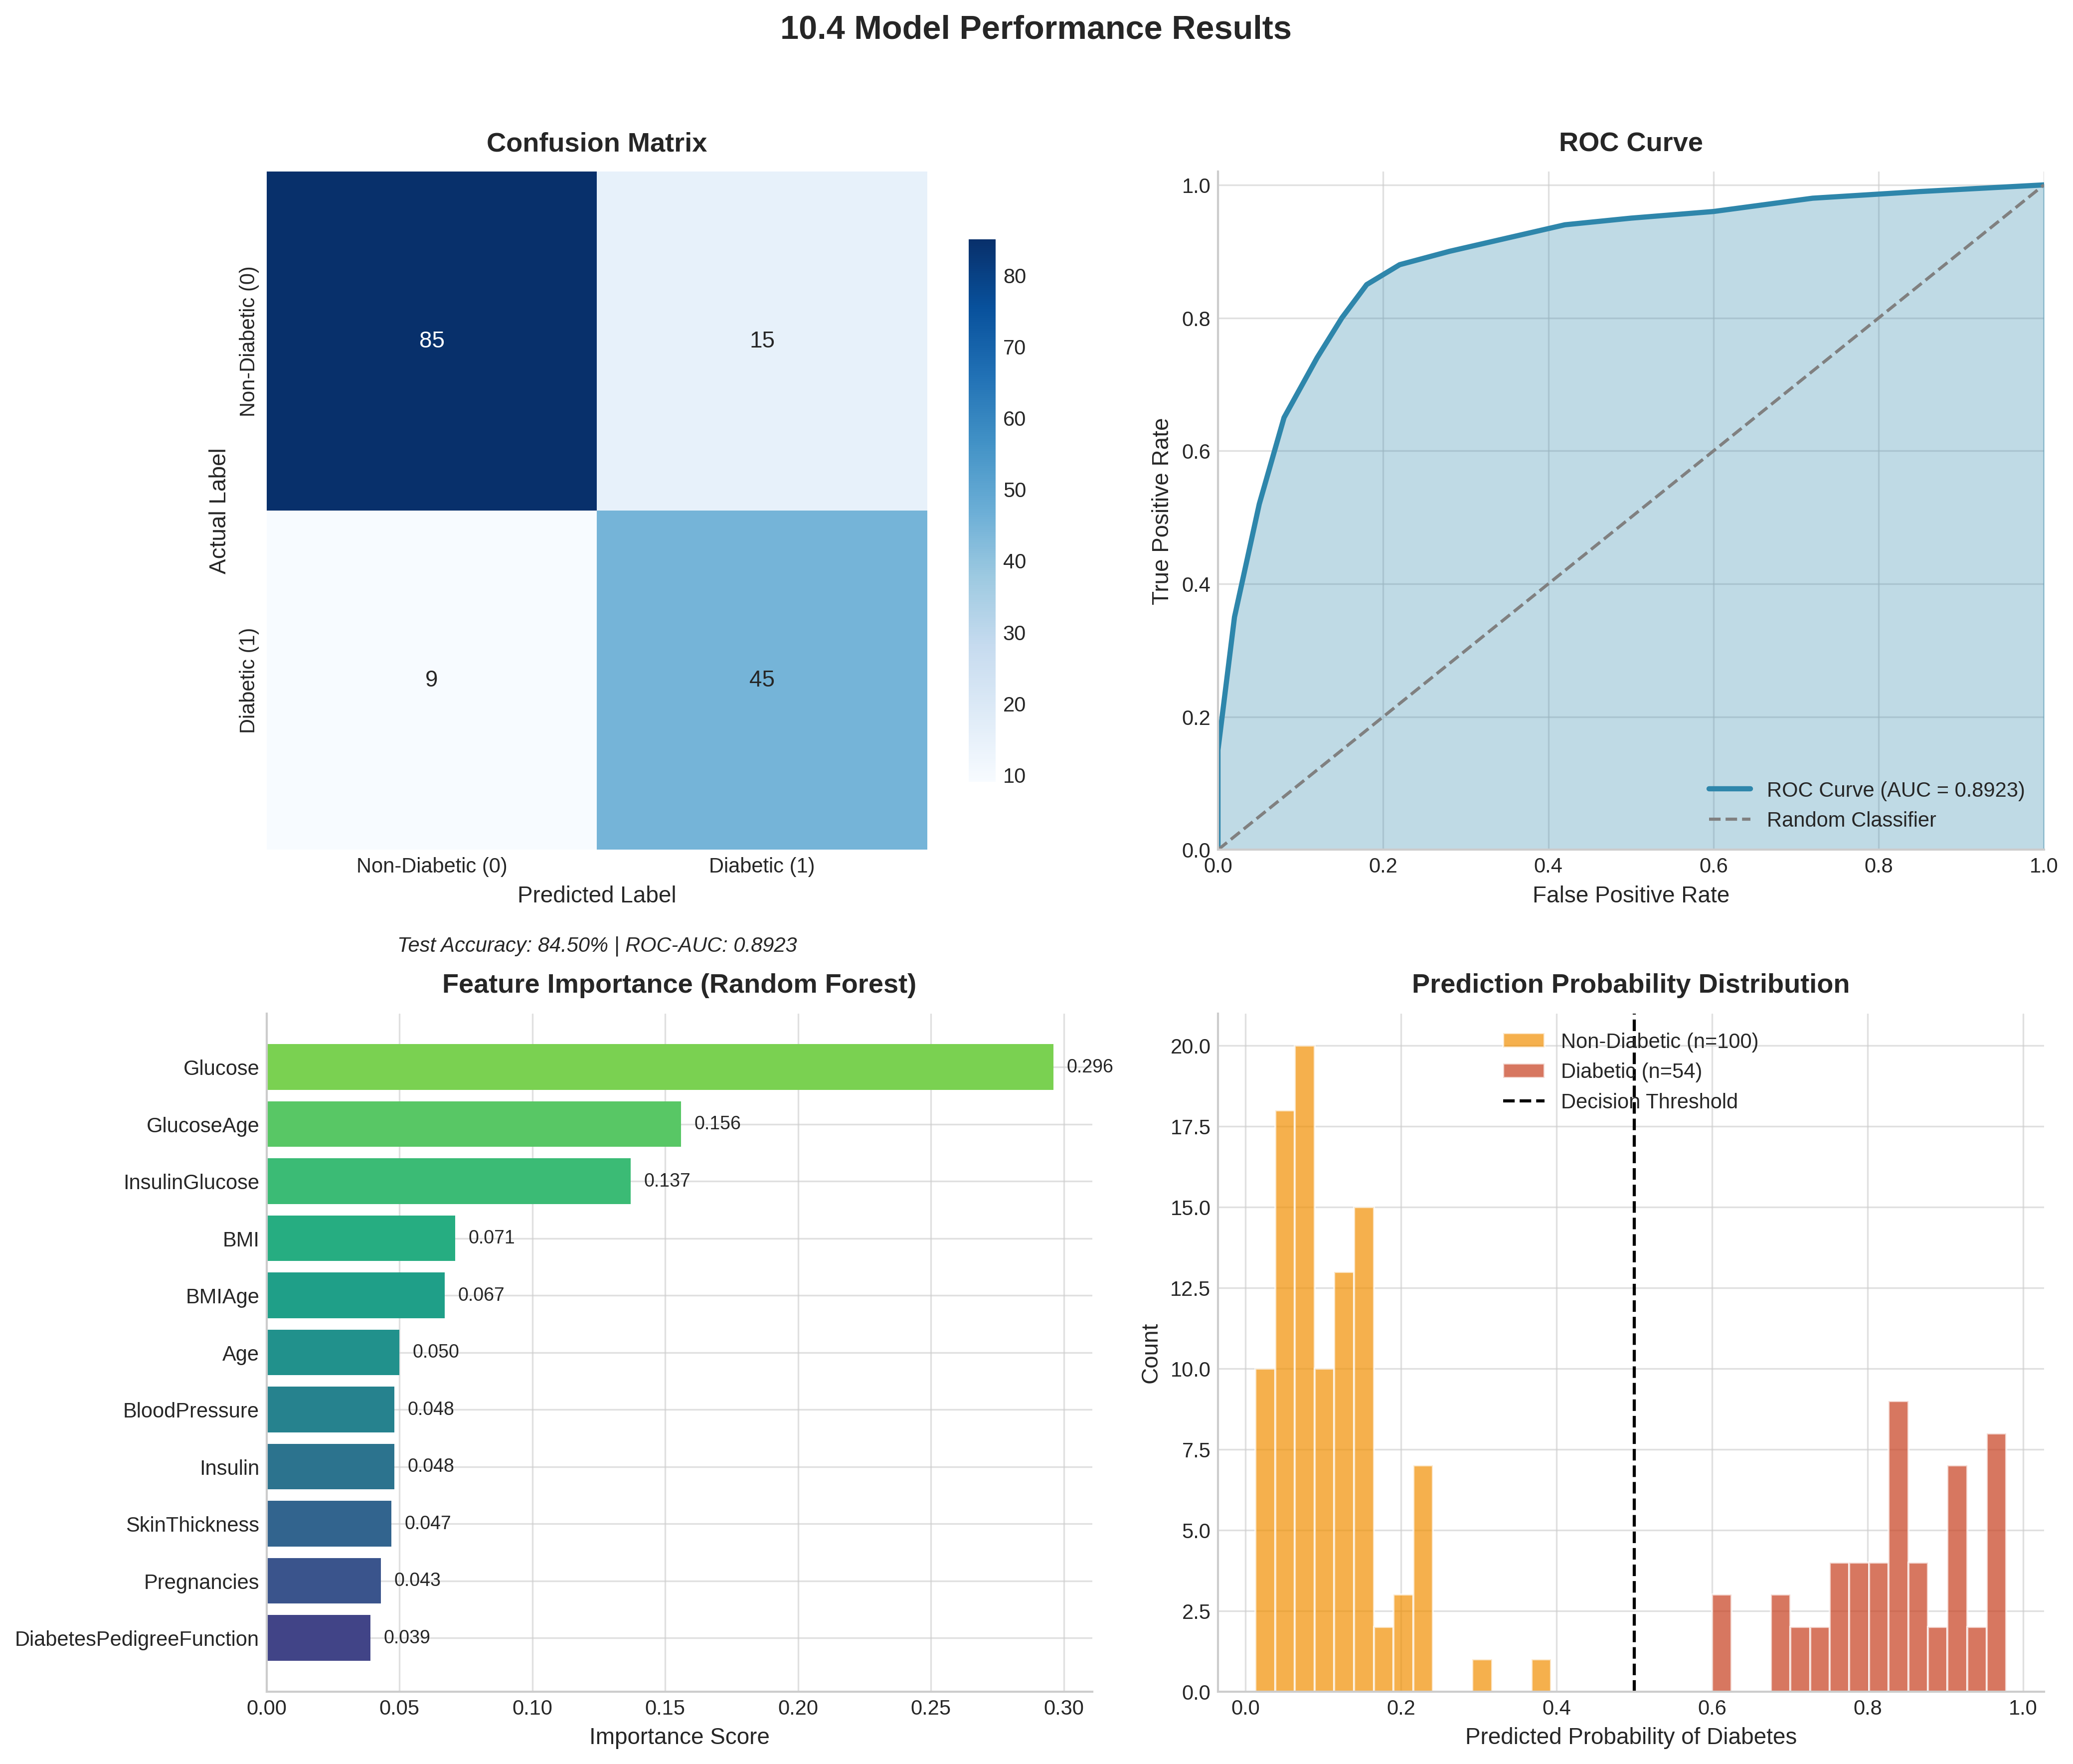 10.4 Model Performance Results
Confusion Matrix
Actual Label
Non-Diabetic (0)
Diabetic (1)
85
15
9
45
Non-Diabetic (0)
Diabetic (1)
Predicted Label
80
70
60
50
40
30
20
10
Test Accuracy: 84.50% | ROC-AUC: 0.8923
ROC Curve
True Positive Rate
1.0
0.8
0.6
0.4
0.2
0.0
0.0
0.2
0.4
0.6
0.8
1.0
False Positive Rate
ROC Curve (AUC = 0.8923)
Random Classifier
Feature Importance (Random Forest)
Glucose
0.296
GlucoseAge
0.156
InsulinGlucose
0.137
BMI
0.071
BMIAge
0.067
Age
0.050
BloodPressure
0.048
Insulin
0.048
SkinThickness
0.047
Pregnancies
0.043
DiabetesPedigreeFunction
0.039
0.00
0.05
0.10
0.15
0.20
0.25
0.30
Importance Score
Prediction Probability Distribution
Non-Diabetic (n=100)
Diabetic (n=54)
Decision Threshold
Count
20.0
17.5
15.0
12.5
10.0
7.5
5.0
2.5
0.0
0.0
0.2
0.4
0.6
0.8
1.0
Predicted Probability of Diabetes